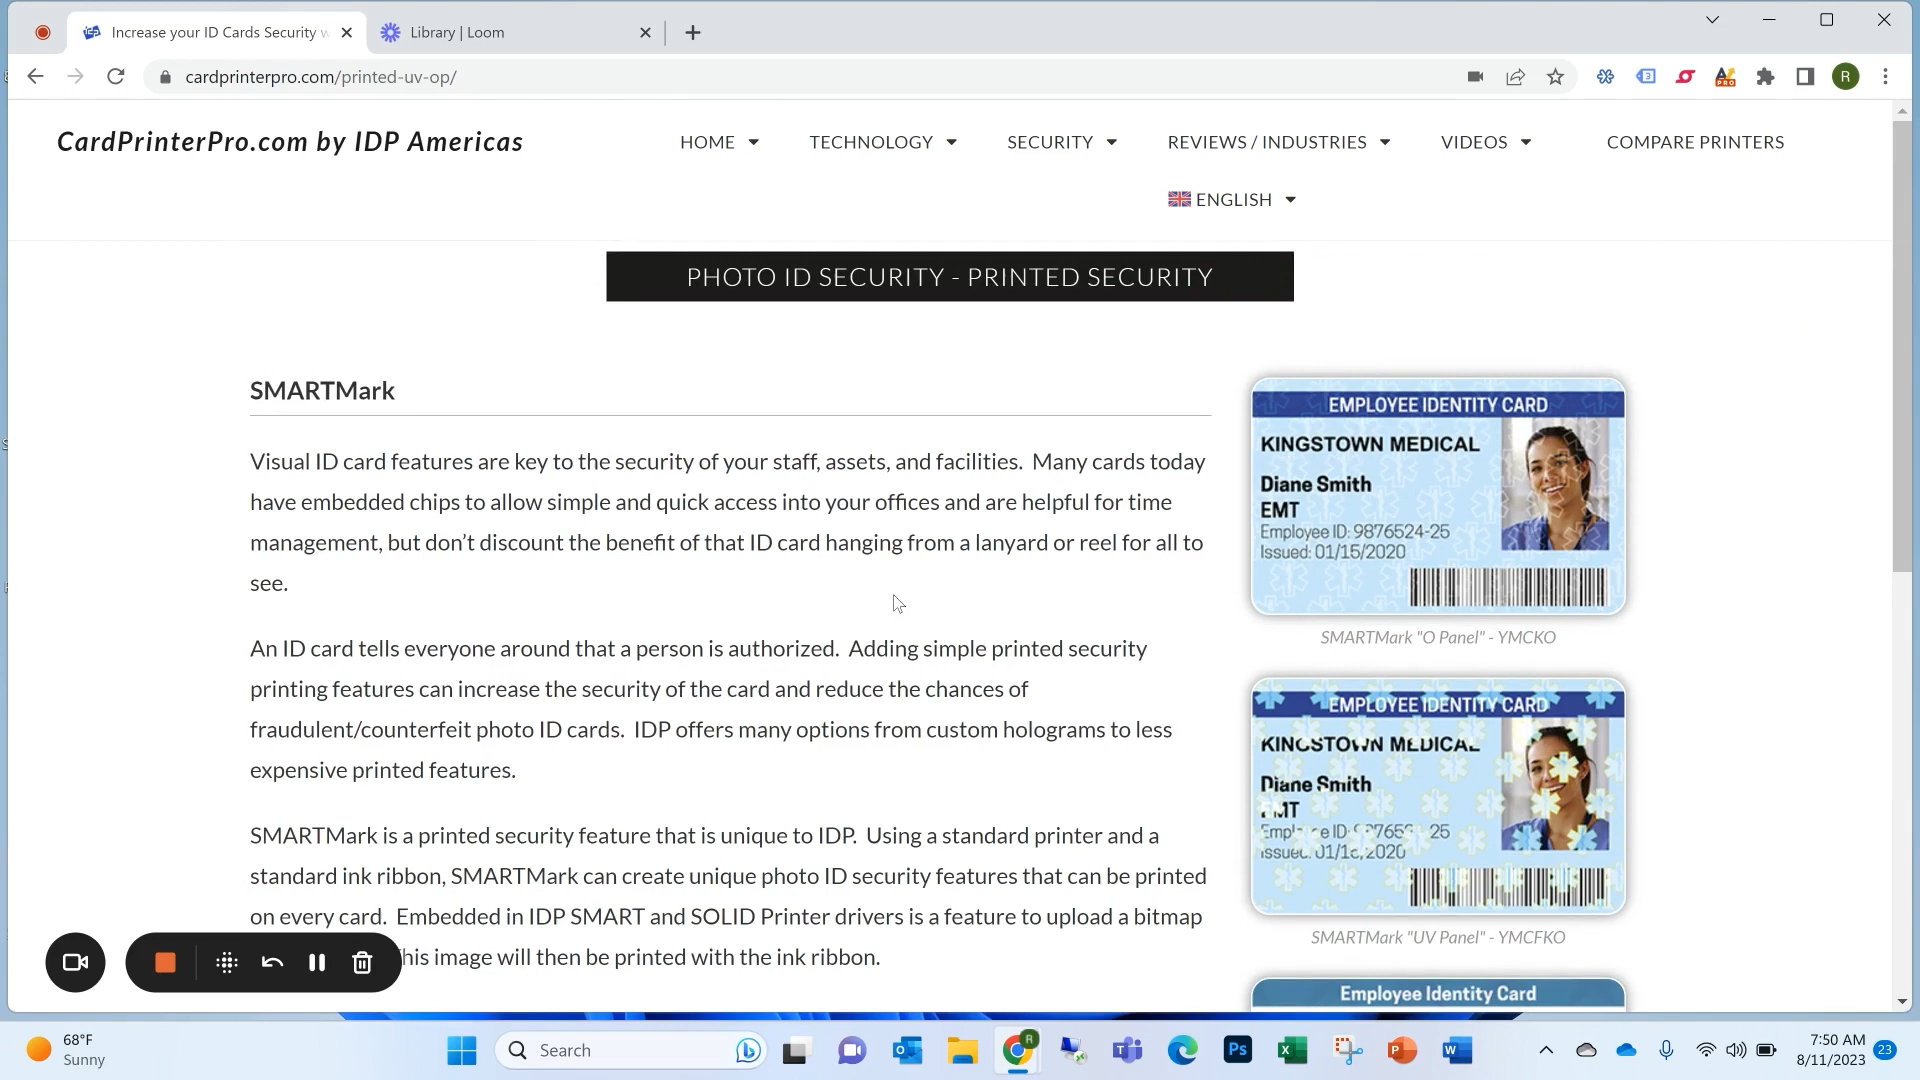 Increase your ID Cards Security w
Library | Loom
cardprinterpro.com/printed-uv-op/
3
PRO
R
CardPrinterPro.com by IDP Americas
HOME
TECHNOLOGY
SECURITY
REVIEWS / INDUSTRIES
VIDEOS
COMPARE PRINTERS
ENGLISH
PHOTO ID SECURITY - PRINTED SECURITY
SMARTMark
Visual ID card features are key to the security of your staff, assets, and facilities. Many cards today
have embedded chips to allow simple and quick access into your offices and are helpful for time
management, but don’t discount the benefit of that ID card hanging from a lanyard or reel for all to
see.
An ID card tells everyone around that a person is authorized. Adding simple printed security
printing features can increase the security of the card and reduce the chances of
fraudulent/counterfeit photo ID cards. IDP offers many options from custom holograms to less
expensive printed features.
SMARTMark is a printed security feature that is unique to IDP. Using a standard printer and a
standard ink ribbon, SMARTMark can create unique photo ID security features that can be printed
on every card. Embedded in IDP SMART and SOLID Printer drivers is a feature to upload a bitmap
his image will then be printed with the ink ribbon.
EMPLOYEE IDENTITY CARD
KINGSTOWN MEDICAL
Diane Smith
EMT
Employee ID: 9876524-25
Issued: 01/15/2020
SMARTMark "O Panel" - YMCKO
EMPLOYEE IDENTITY CARD
KINGSTOWN MEDICAL
Diane Smith
EMT
SMARTMark "UV Panel" - YMCFKO
Employee Identity Card
68°F
Sunny
Search
R
Ps
7:50 AM
8/11/2023
23